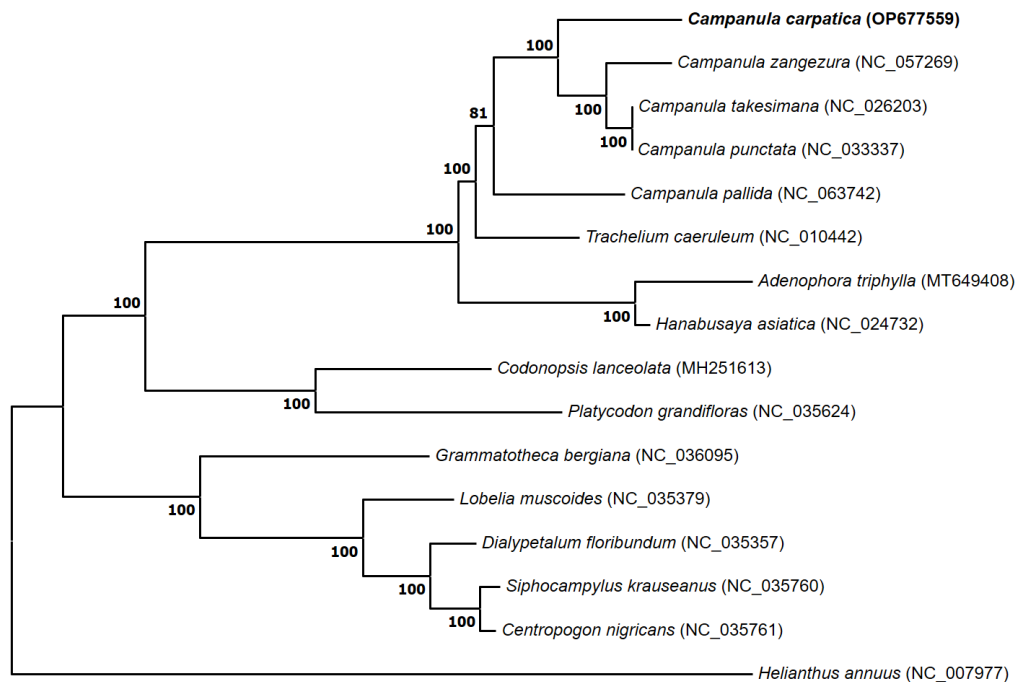 Campanula carpatica (OP677559)
100
Campanula zangezura (NC_057269)
100
Campanula takesimana (NC_026203)
81
100
Campanula punctata (NC_033337)
100
Campanula pallida (NC_063742)
100
Trachelium caeruleum (NC_010442)
Adenophora triphylla (MT649408)
100
100
Hanabusaya asiatica (NC_024732)
Codonopsis lanceolata (MH251613)
100
Platycodon grandifloras (NC_035624)
Grammatotheca bergiana (NC_036095)
Lobelia muscoides (NC_035379)
100
Dialypetalum floribundum (NC_035357)
100
Siphocampylus krauseanus (NC_035760)
100
100
Centropogon nigricans (NC_035761)
Helianthus annuus (NC_007977)